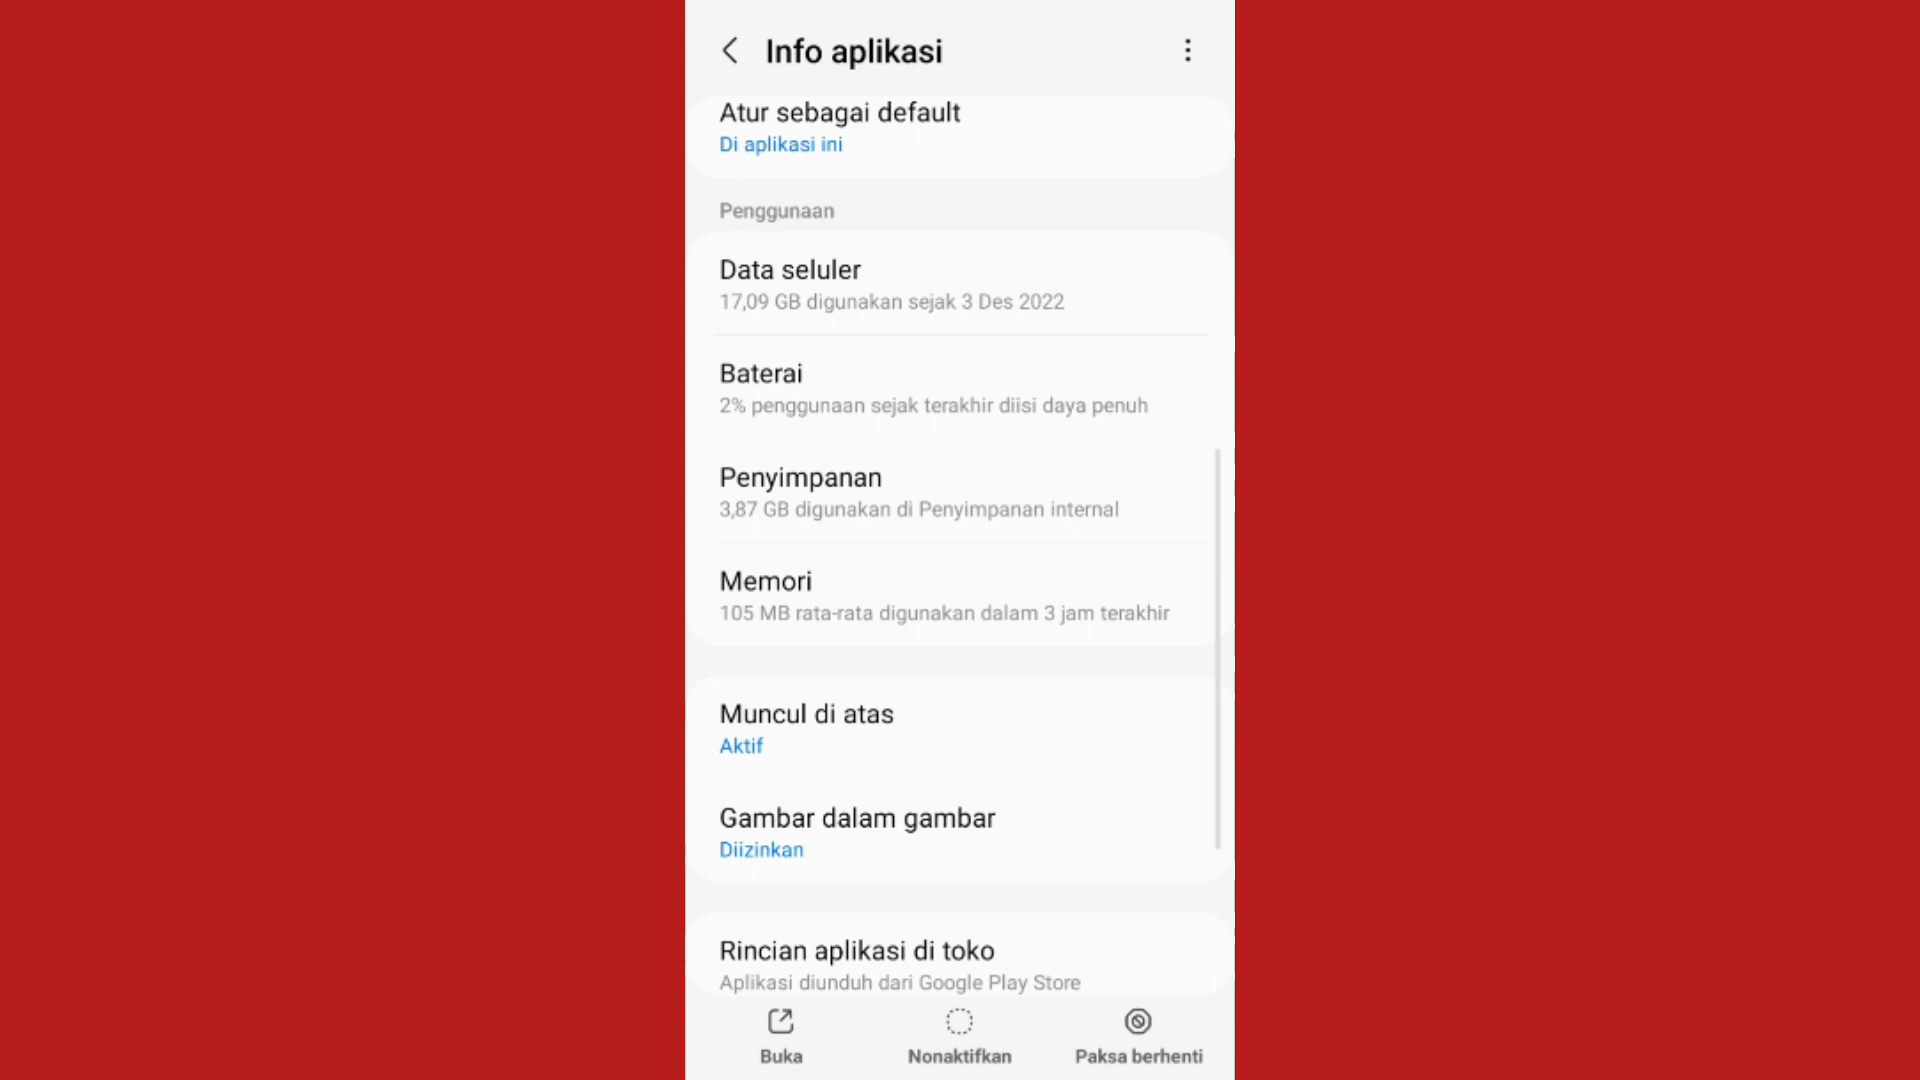 Info aplikasi
Atur sebagai default
Di aplikasi ini
Penggunaan
Data seluler
17,09 GB digunakan sejak 3 Des 2022
Baterai
2% penggunaan sejak terakhir diisi daya penuh
Penyimpanan
3,87 GB digunakan di Penyimpanan internal
Memori
105 MB rata-rata digunakan dalam 3 jam terakhir
Muncul di atas
Aktif
Gambar dalam gambar
Diizinkan
Rincian aplikasi di toko
Aplikasi diunduh dari Google Play Store
Buka
Nonaktifkan
Paksa berhenti